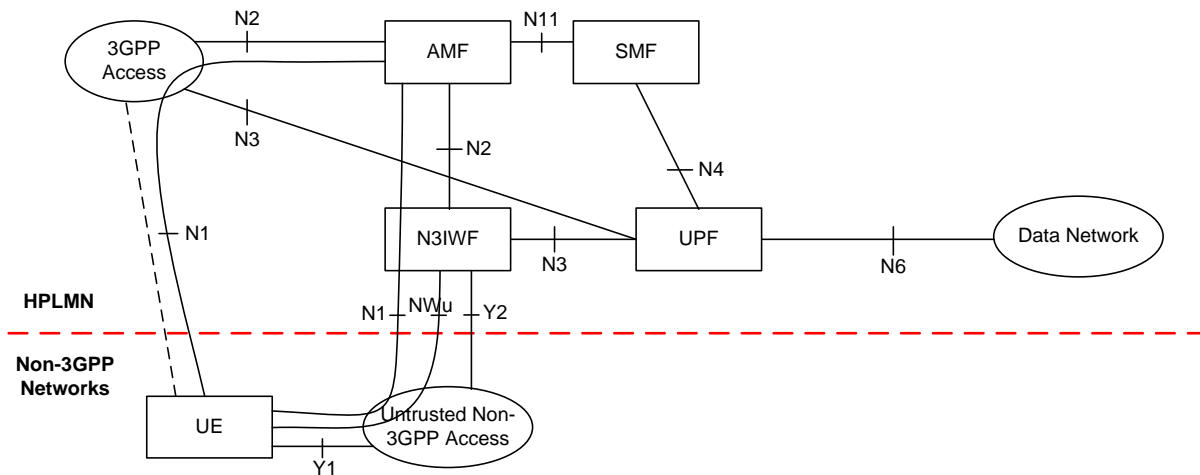 N2
N11
3GPP
Access
AMF
SMF
N3
N2
N4
N1
N3IWF
UPF
Data Network
N3
N6
HPLMN
N1
NWu
Y2
Non-3GPP
Networks
UE
Untrusted Non-
3GPP Access
Y1